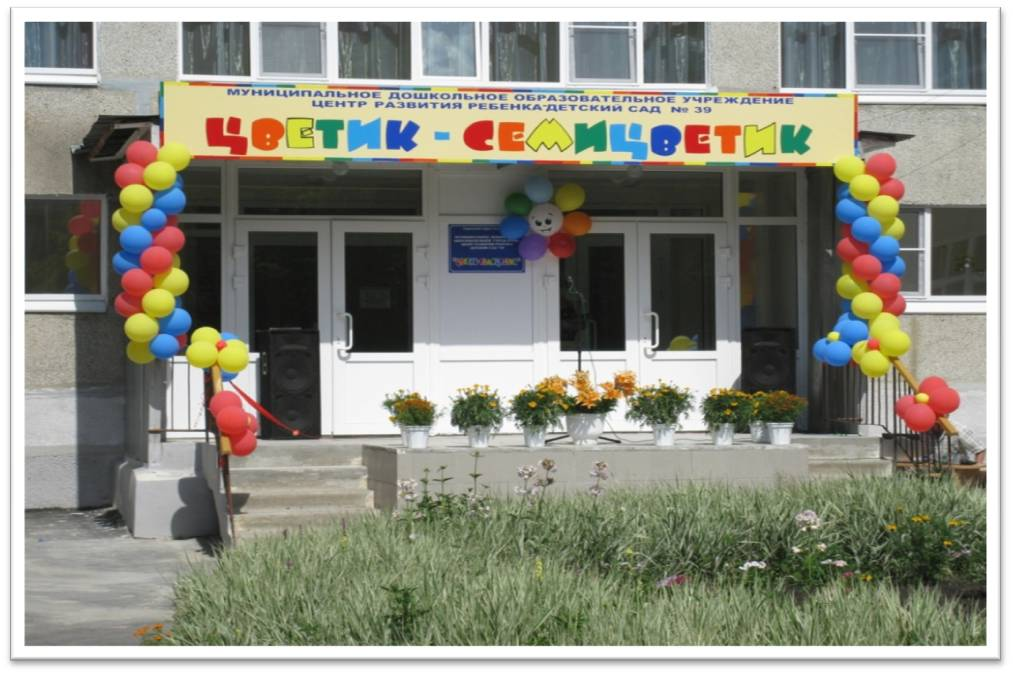 МУНИЦИПАЛЬНОЕ ДОШКОЛЬНОЕ ОБРАЗОВАТЕЛЬНОЕ УЧРЕЖДЕНИЕ
ЦЕНТР РАЗВИТИЯ РЕБЕНКА ДЕТСКИЙ САД № 39
ЦВЕТИК - СЕМИЦВЕТИК